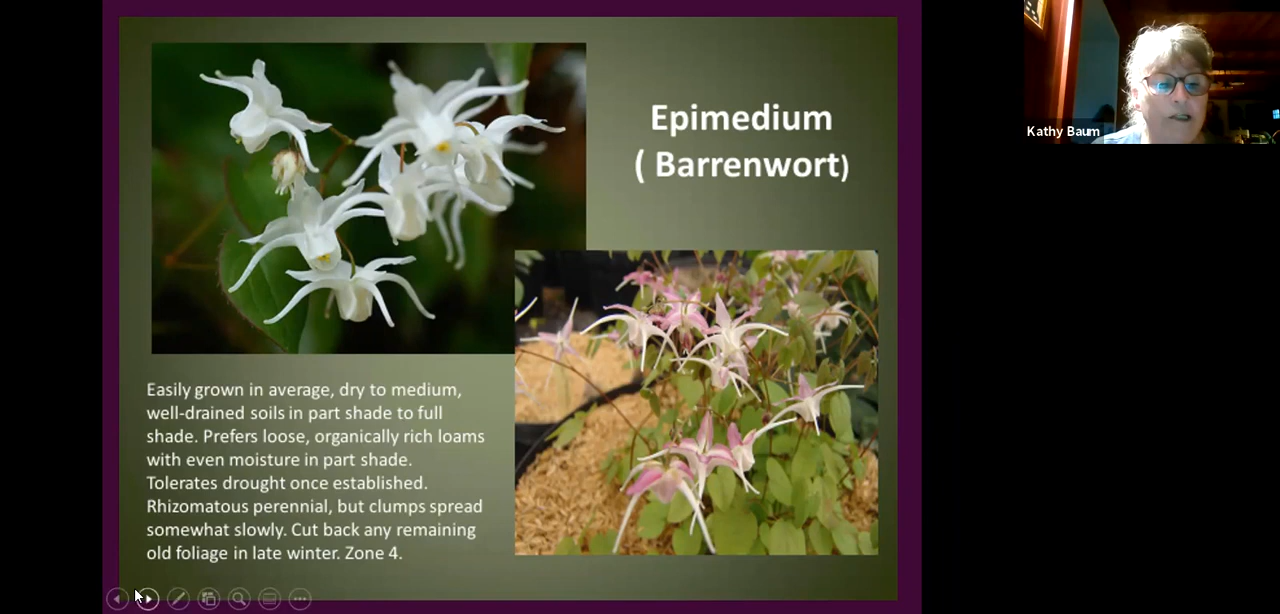 Epimedium
( Barrenwort)
Kathy Baum
Easily grown in average, dry to medium,
well-drained soils in part shade to full
shade. Prefers loose, organically rich loams
with even moisture in part shade.
Tolerates drought once established.
Rhizomatous perennial, but clumps spread
somewhat slowly. Cut back any remaining
old foliage in late winter. Zone 4.